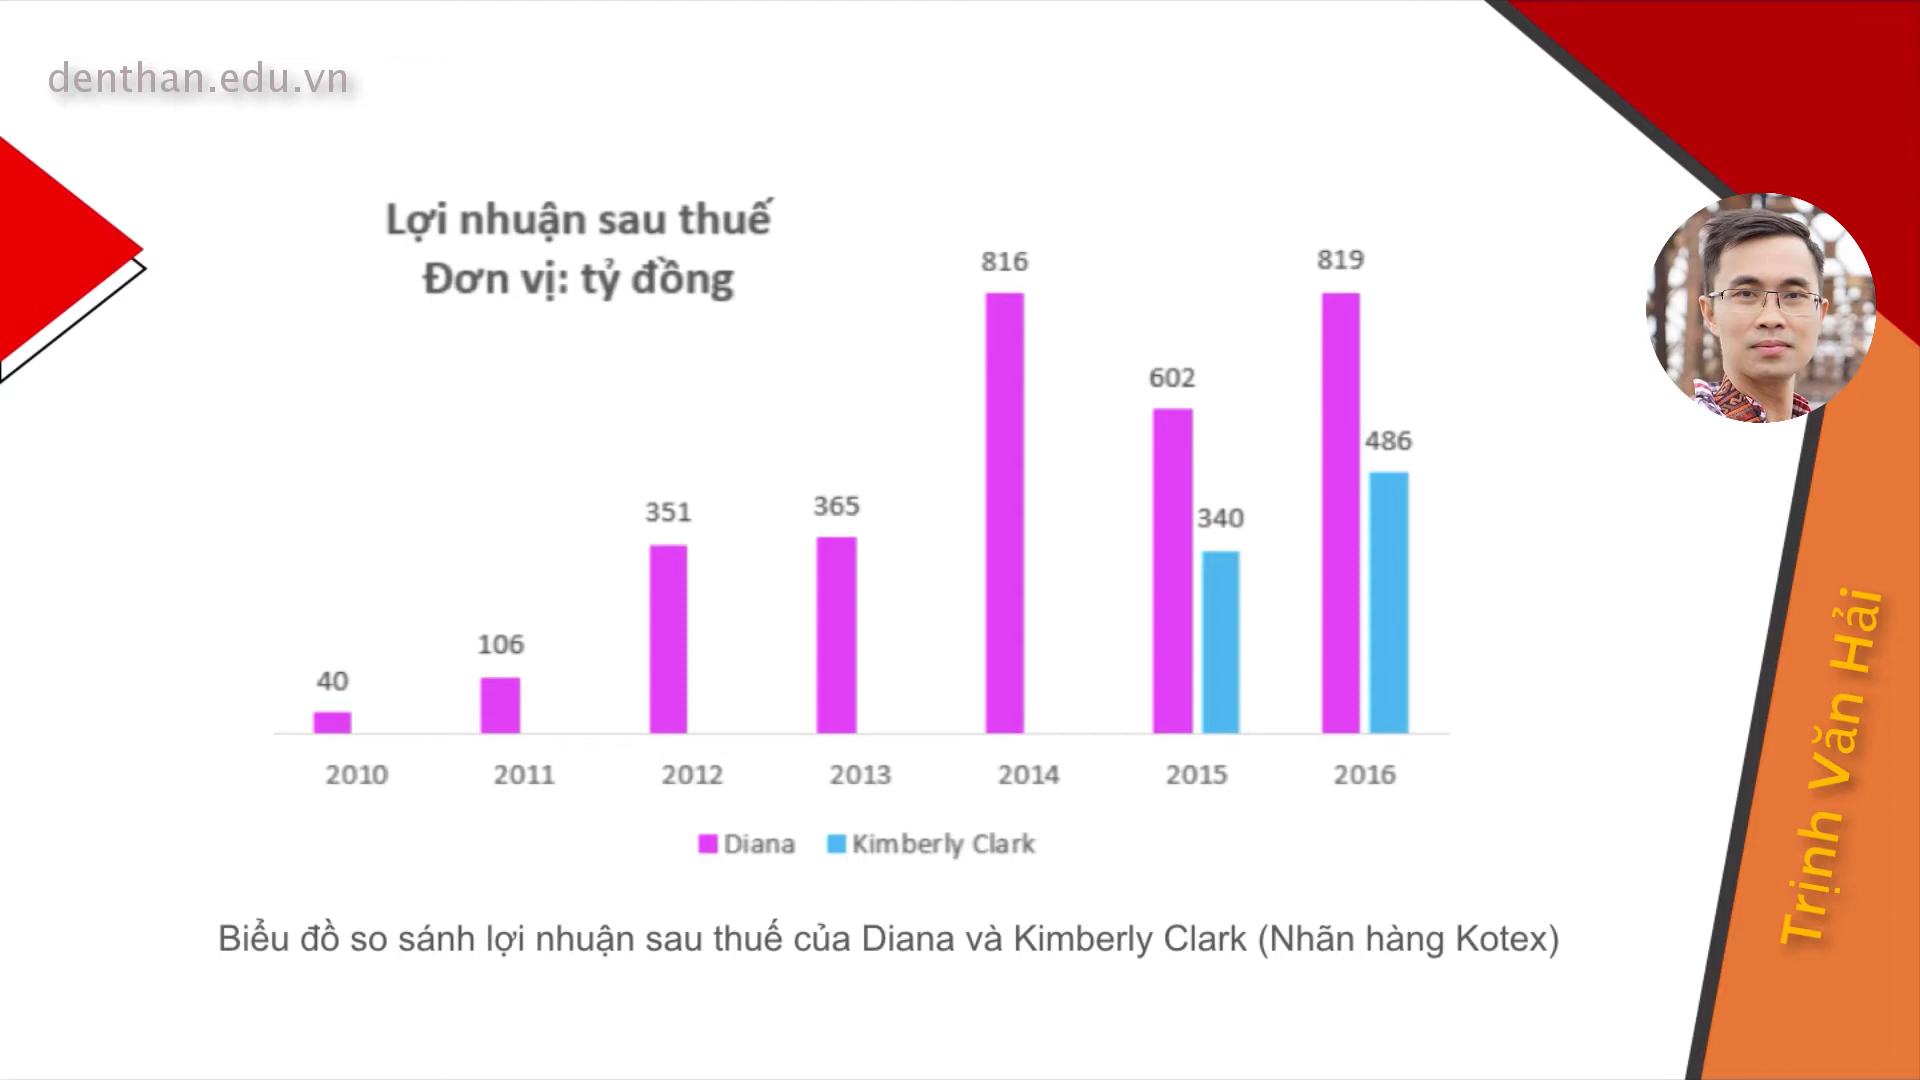 denthan.edu.vn
Lợi nhuận sau thuế
Đơn vị: tỷ đồng
816
819
602
486
351
365
340
106
40
2010 2011 2012 2013 2014 2015 2016
Diana Kimberly Clark
Biểu đồ so sánh lợi nhuận sau thuế của Diana và Kimberly Clark (Nhãn hàng Kotex)
Trịnh Văn Hải